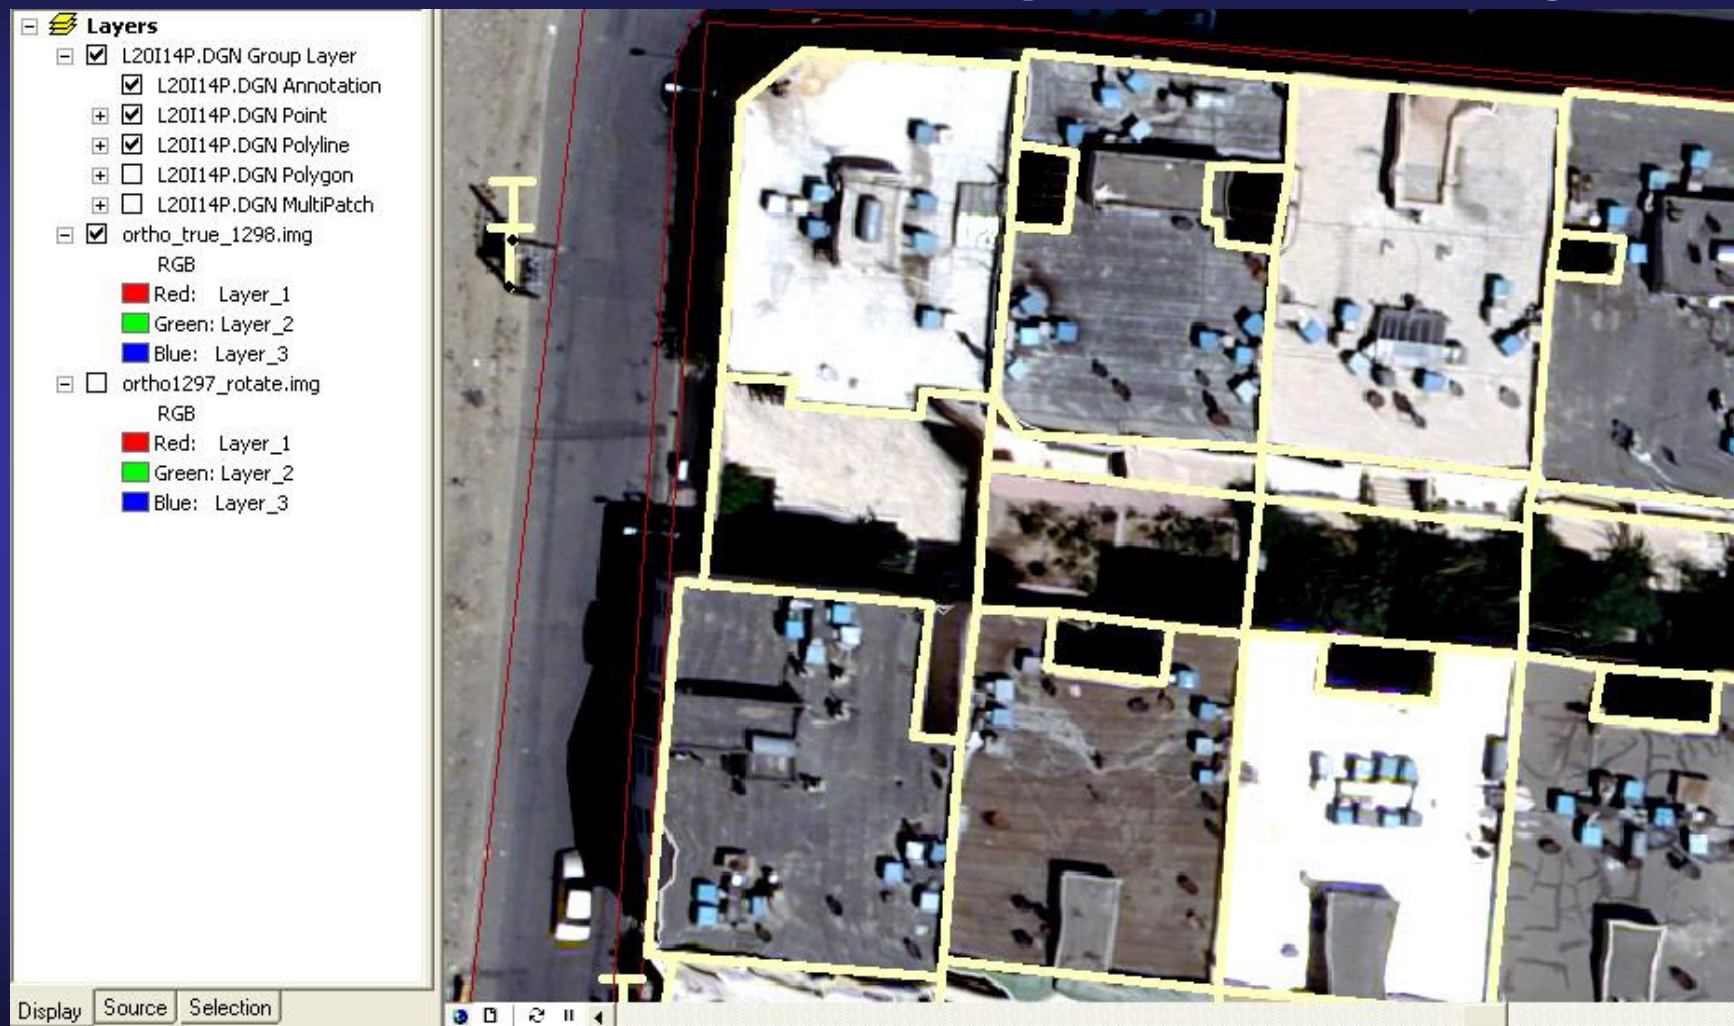 Layers
L20I14P.DGN Group Layer
L20I14P.DGN Annotation
L20I14P.DGN Point
L20I14P.DGN Polyline
L20I14P.DGN Polygon
L20I14P.DGN MultiPatch
ortho_true_1298.img
RGB
Red: Layer_1
Green: Layer_2
Blue: Layer_3
ortho1297_rotate.img
RGB
Red: Layer_1
Green: Layer_2
Blue: Layer_3
Display Source Selection